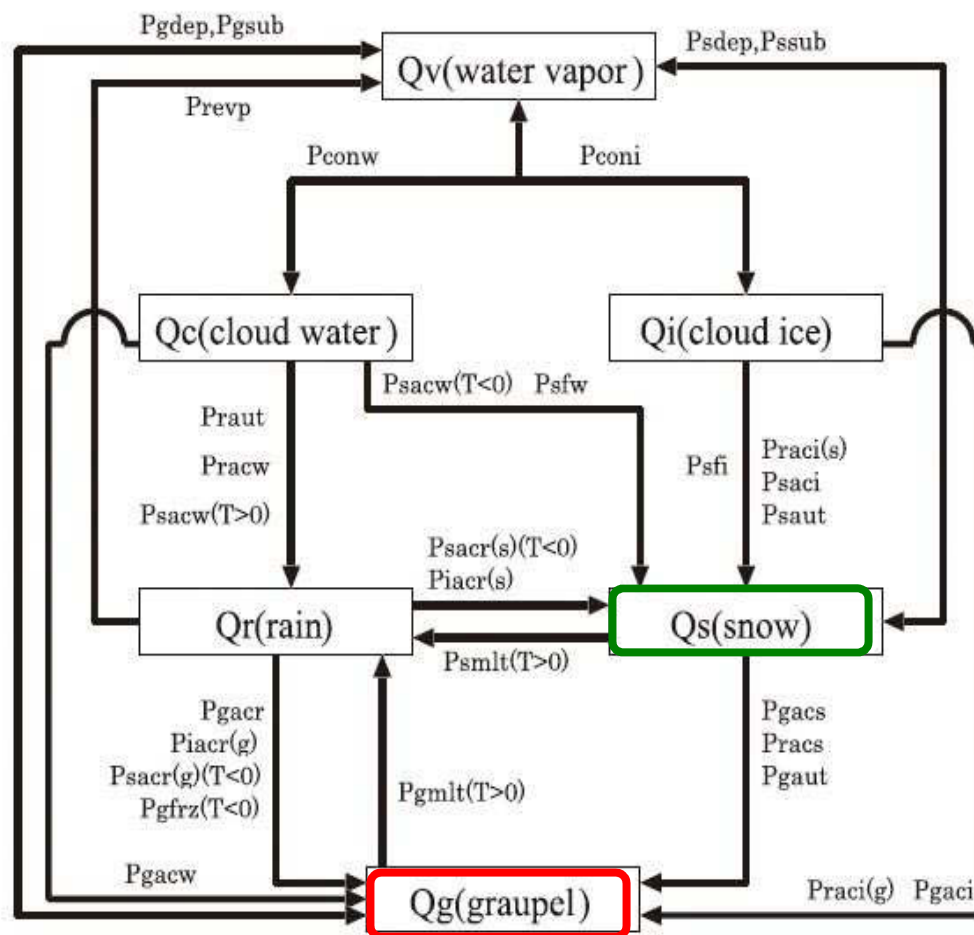 Pgdep,Pgsub
Psdep,Pssub
Qv(water vapor)
Prevp
Pconw
Pconi
Qc(cloud water)
Qi(cloud ice)
Psacw(T<0) Psfw
Praut
Pracw
Psacw(T>0)
Psfi
Praci(s)
Psaci
Psaut
Psacr(s)(T<0)
Piacr(s)
Qr(rain)
Qs(snow)
Psmlt(T>0)
Pgacr
Piacr(g)
Psacr(g)(T<0)
Pgfrz(T<0)
Pgacs
Pracs
Pgaut
Pgmlt(T>0)
Pgacw
Qg(graupel)
Praci(g) Pgaci